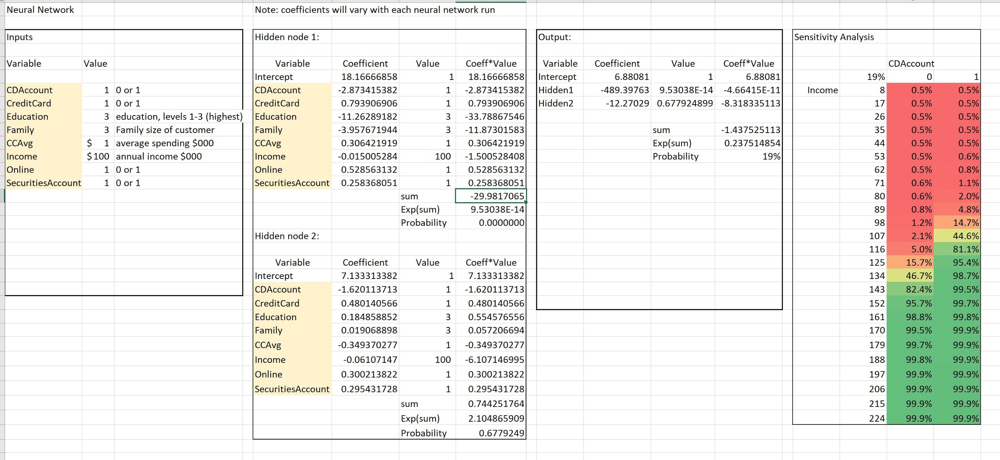 Neural Network
Note: coefficients will vary with each neural network run
Inputs
Variable Value
CDAccount 1 0 or 1
CreditCard 1 0 or 1
Education 3 education, levels 1-3 (highest)
Family 3 Family size of customer
CCAvg $ 1 average spending $000
Income $100 annual income $000
Online 1 0 or 1
SecuritiesAccount 1 0 or 1
Hidden node 1:
Variable Coefficient Value Coeff*Value
Intercept 18.16666858 1 18.16666858
CDAccount -2.873415382 1 -2.873415382
CreditCard 0.793906906 1 0.793906906
Education -11.26289182 3 -33.78867546
Family -3.957671944 3 -11.87301583
CCAvg 0.306421919 1 0.306421919
Income -0.015005284 100 -1.500528408
Online 0.528563132 1 0.528563132
SecuritiesAccount 0.258368051 1 0.258368051
sum -29.9817065
Exp(sum) 9.53038E-14
Probability 0.0000000
Hidden node 2:
Variable Coefficient Value Coeff*Value
Intercept 7.133313382 1 7.133313382
CDAccount -1.620113713 1 -1.620113713
CreditCard 0.480140566 1 0.480140566
Education 0.184858852 3 0.554576556
Family 0.019068898 3 0.057206694
CCAvg -0.349370277 1 -0.349370277
Income -0.06107147 100 -6.107146995
Online 0.300213822 1 0.300213822
SecuritiesAccount 0.295431728 1 0.295431728
sum 0.744251764
Exp(sum) 2.104865909
Probability 0.6779249
Output:
Variable Coefficient Value Coeff*Value
Intercept 6.88081 1 6.88081
Hidden1 -489.39763 9.53038E-14 -4.66415E-11
Hidden2 -12.27029 0.677924899 -8.318335113
sum -1.437525113
Exp(sum) 0.237514854
Probability 19%
Sensitivity Analysis
CDAccount
19% 0 1
Income 8 0.5% 0.5%
17 0.5% 0.5%
26 0.5% 0.5%
35 0.5% 0.5%
44 0.5% 0.5%
53 0.5% 0.6%
62 0.5% 0.8%
71 0.6% 1.1%
80 0.6% 2.0%
89 0.8% 4.8%
98 1.2% 14.7%
107 2.1% 44.6%
116 5.0% 81.1%
125 15.7% 95.4%
134 46.7% 98.7%
143 82.4% 99.5%
152 95.7% 99.7%
161 98.8% 99.8%
170 99.5% 99.9%
179 99.7% 99.9%
188 99.8% 99.9%
197 99.9% 99.9%
206 99.9% 99.9%
215 99.9% 99.9%
224 99.9% 99.9%